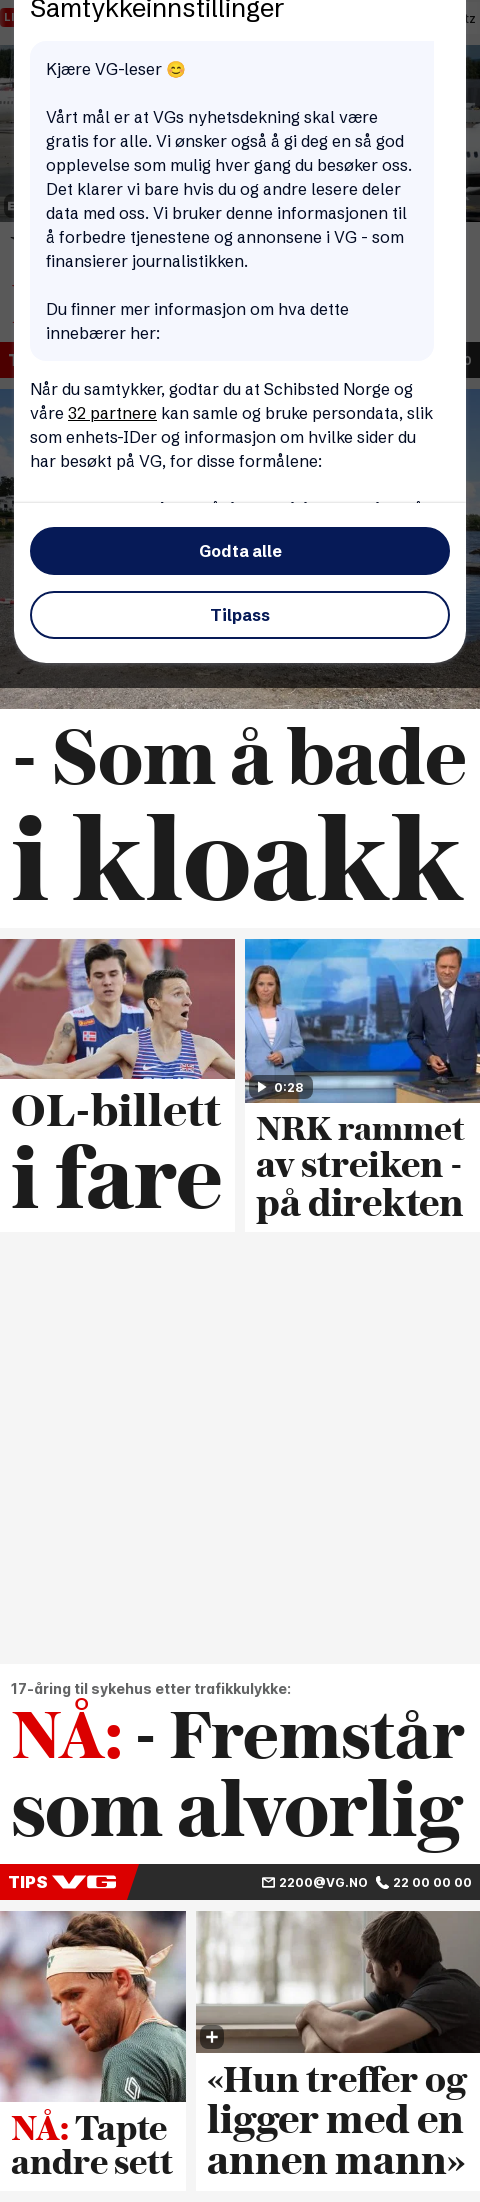 Samtykkeinnstillinger
Kjære VG-leser 😊
Vårt mål er at VGs nyhetsdekning skal være
gratis for alle. Vi ønsker også å gi deg en så god
opplevelse som mulig hver gang du besøker oss.
Det klarer vi bare hvis du og andre lesere deler
data med oss. Vi bruker denne informasjonen til
å forbedre tjenestene og annonsene i VG - som
finansierer journalistikken.
Du finner mer informasjon om hva dette
innebærer her:
Når du samtykker, godtar du at Schibsted Norge og
våre 32 partnere kan samle og bruke persondata, slik
som enhets-IDer og informasjon om hvilke sider du
har besøkt på VG, for disse formålene:
Godta alle
Tilpass
- Som å bade
i kloakk
OL-billett
i fare
0:28
NRK rammet
av streiken -
på direkten
17-åring til sykehus etter trafikkulykke:
NÅ: - Fremstår
som alvorlig
TIPS VG
2200@VG.NO 22 00 00 00
NÅ: Tapte
andre sett
«Hun treffer og
ligger med en
annen mann»